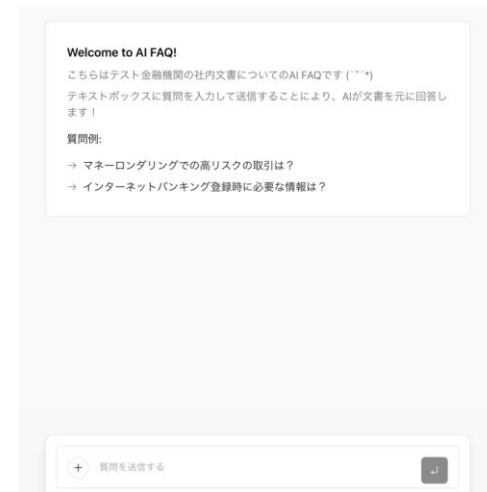 Welcome to AI FAQ!
こちらはテスト金融機関の社内文書についてのAI FAQです (˙˘˙*)
テキストボックスに質問を入力して送信することにより、AIが文書を元に回答し
ます！
質問例:
→ マネーロンダリングでの高リスクの取引は？
→ インターネットバンキング登録時に必要な情報は？
+ 質問を送信する